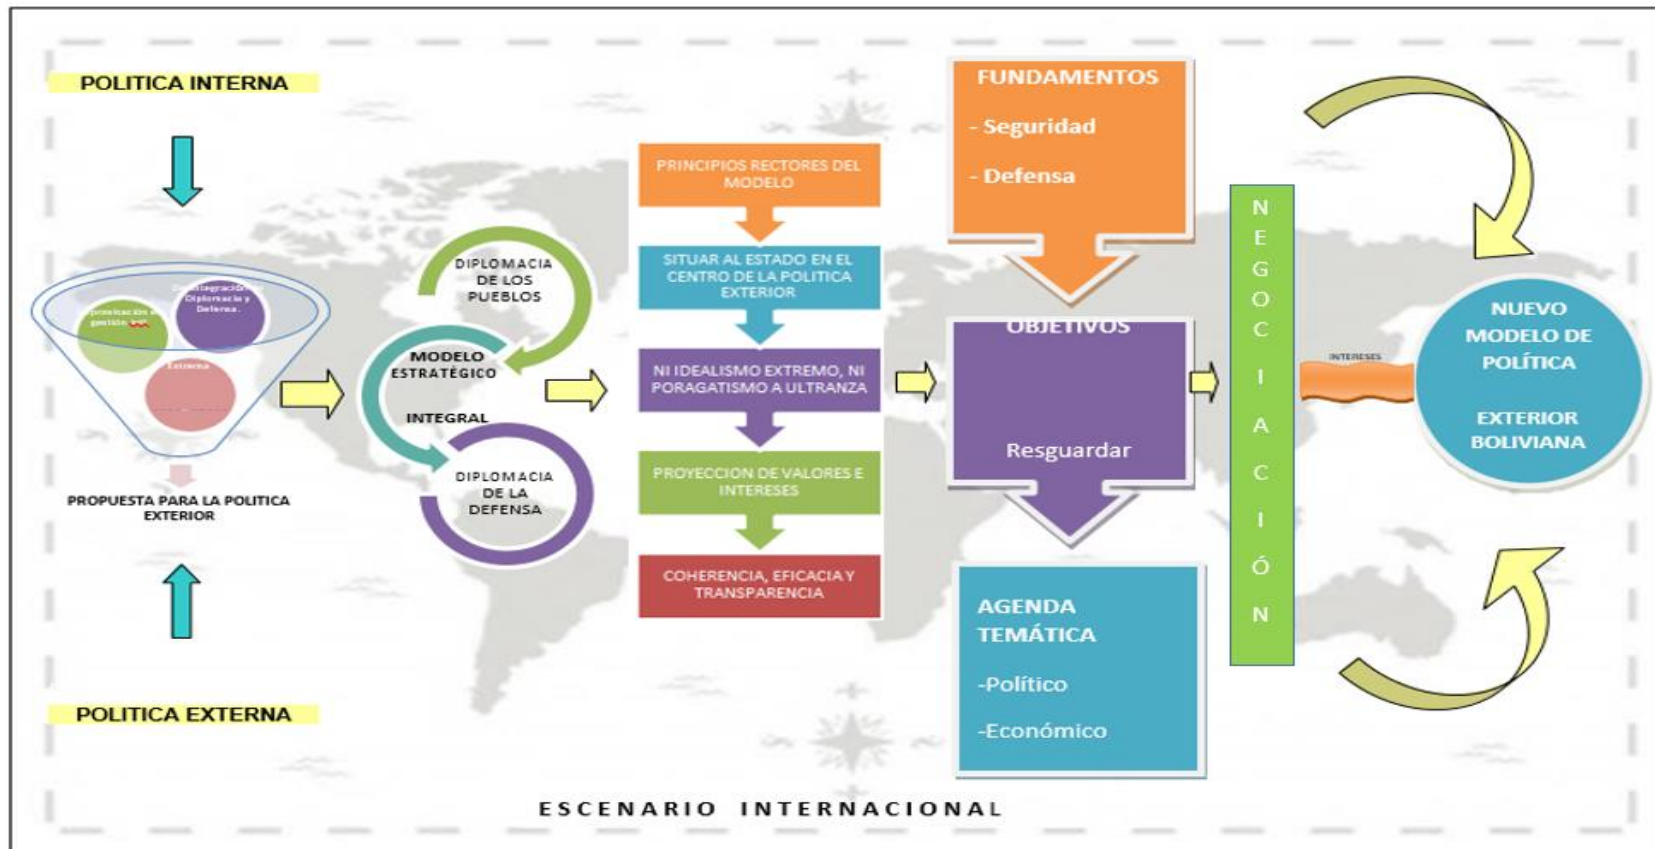 POLITICA INTERNA
Diplomacia y
Defensa.
Externa
PROPUESTA PARA LA POLITICA
EXTERIOR
POLITICA EXTERNA
DIPLOMACIA
DE LOS
PUEBLOS
MODELO
ESTRATÈGICO
INTEGRAL
DIPLOMACIA
DE LA
DEFENSA
PRINCIPIOS RECTORES DEL
MODELO
SITUAR AL ESTADO EN EL
CENTRO DE LA POLITICA
EXTERIOR
NI IDEALISMO EXTREMO, NI
PORAGATISMO A ULTRANZA
PROYECCION DE VALORES E
INTERESES
COHERENCIA, EFICACIA Y
TRANSPARENCIA
FUNDAMENTOS
- Seguridad
- Defensa
OBJETIVOS
Resguardar
AGENDA
TEMÁTICA
-Político
-Económico
NEGOCIACIÓN
INTERESES
NUEVO
MODELO DE
POLÍTICA
EXTERIOR
BOLIVIANA
ESCENARIO INTERNACIONAL